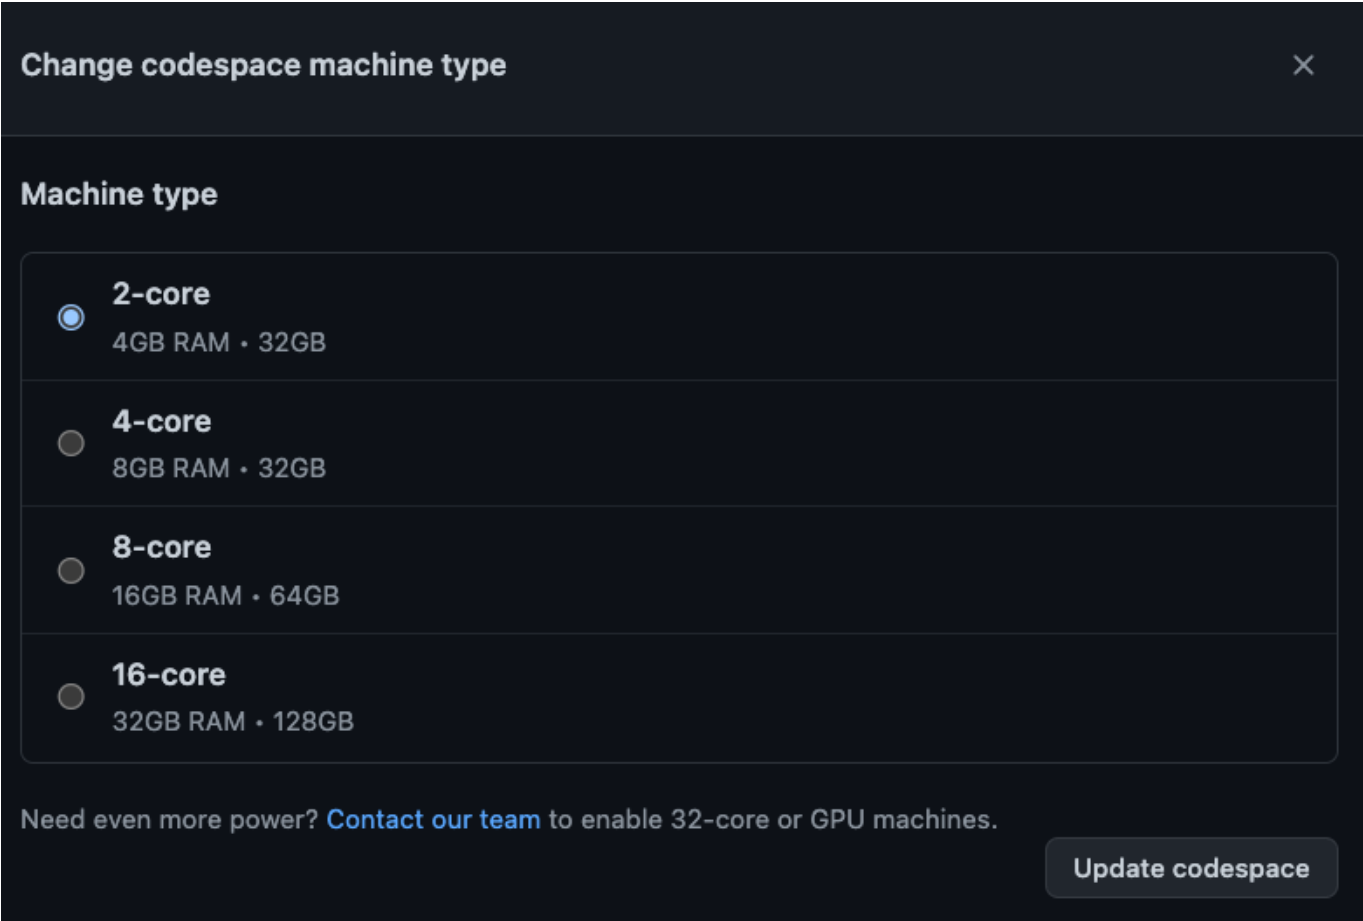 Change codespace machine type
Machine type
2-core
4GB RAM • 32GB
4-core
8GB RAM • 32GB
8-core
16GB RAM • 64GB
16-core
32GB RAM • 128GB
Need even more power? Contact our team to enable 32-core or GPU machines.
Update codespace